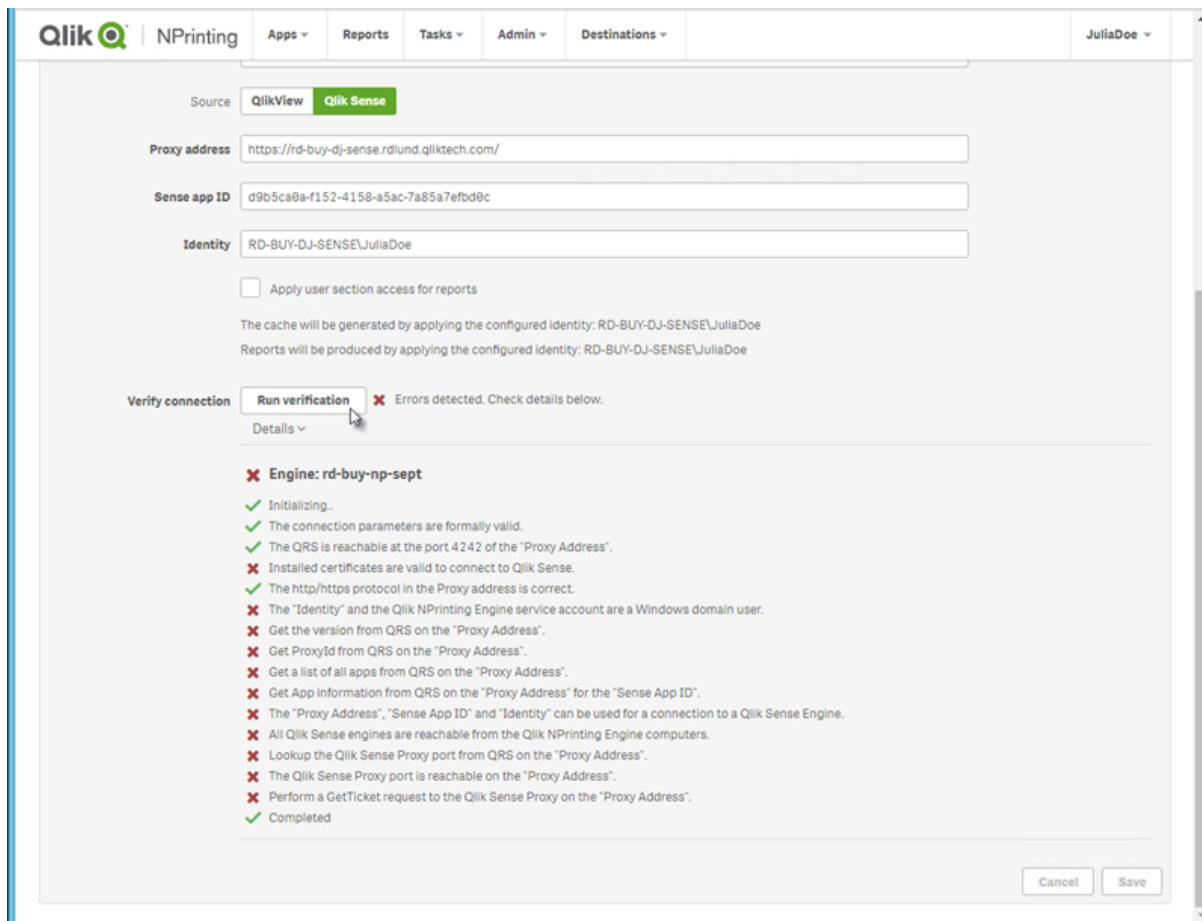 Qlik NPrinting Apps Reports Tasks Admin Destinations JuliaDoe
Source QlikView Qlik Sense
Proxy address https://rd-buy-dj-sense.rdlund.qliktech.com/
Sense app ID d9b5ca0a-f152-4158-a5ac-7a85a7efbd0c
Identity RD-BUY-DJ-SENSE\JuliaDoe
Apply user section access for reports
The cache will be generated by applying the configured identity: RD-BUY-DJ-SENSE\JuliaDoe
Reports will be produced by applying the configured identity: RD-BUY-DJ-SENSE\JuliaDoe
Verify connection Run verification Errors detected. Check details below.
Details
Engine: rd-buy-np-sept
Initializing..
The connection parameters are formally valid.
The QRS is reachable at the port 4242 of the "Proxy Address".
Installed certificates are valid to connect to Qlik Sense.
The http/https protocol in the Proxy address is correct.
The "Identity" and the Qlik NPrinting Engine service account are a Windows domain user.
Get the version from QRS on the "Proxy Address".
Get ProxyId from QRS on the "Proxy Address".
Get a list of all apps from QRS on the "Proxy Address".
Get App information from QRS on the "Proxy Address" for the "Sense App ID".
The "Proxy Address", "Sense App ID" and "Identity" can be used for a connection to a Qlik Sense Engine.
All Qlik Sense engines are reachable from the Qlik NPrinting Engine computers.
Lookup the Qlik Sense Proxy port from QRS on the "Proxy Address".
The Qlik Sense Proxy port is reachable on the "Proxy Address".
Perform a GetTicket request to the Qlik Sense Proxy on the "Proxy Address".
Completed
Cancel Save